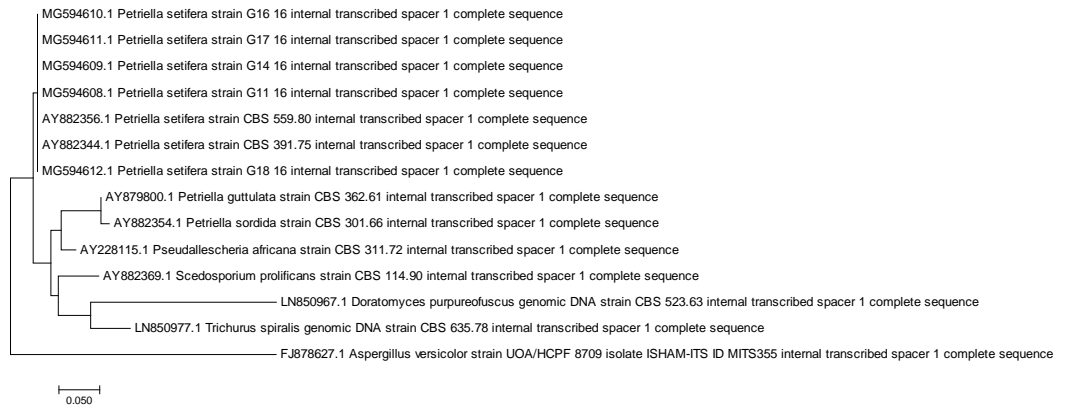 MG594610.1 Petriella setifera strain G16 16 internal transcribed spacer 1 complete sequence
MG594611.1 Petriella setifera strain G17 16 internal transcribed spacer 1 complete sequence
MG594609.1 Petriella setifera strain G14 16 internal transcribed spacer 1 complete sequence
MG594608.1 Petriella setifera strain G11 16 internal transcribed spacer 1 complete sequence
AY882356.1 Petriella setifera strain CBS 559.80 internal transcribed spacer 1 complete sequence
AY882344.1 Petriella setifera strain CBS 391.75 internal transcribed spacer 1 complete sequence
MG594612.1 Petriella setifera strain G18 16 internal transcribed spacer 1 complete sequence
AY879800.1 Petriella guttulata strain CBS 362.61 internal transcribed spacer 1 complete sequence
AY882354.1 Petriella sordida strain CBS 301.66 internal transcribed spacer 1 complete sequence
AY228115.1 Pseudallescheria africana strain CBS 311.72 internal transcribed spacer 1 complete sequence
AY882369.1 Scedosporium prolificans strain CBS 114.90 internal transcribed spacer 1 complete sequence
LN850967.1 Doratomyces purpureofuscus genomic DNA strain CBS 523.63 internal transcribed spacer 1 complete sequence
LN850977.1 Trichurus spiralis genomic DNA strain CBS 635.78 internal transcribed spacer 1 complete sequence
FJ878627.1 Aspergillus versicolor strain UOA/HCPF 8709 isolate ISHAM-ITS ID MITS355 internal transcribed spacer 1 complete sequence
0.050